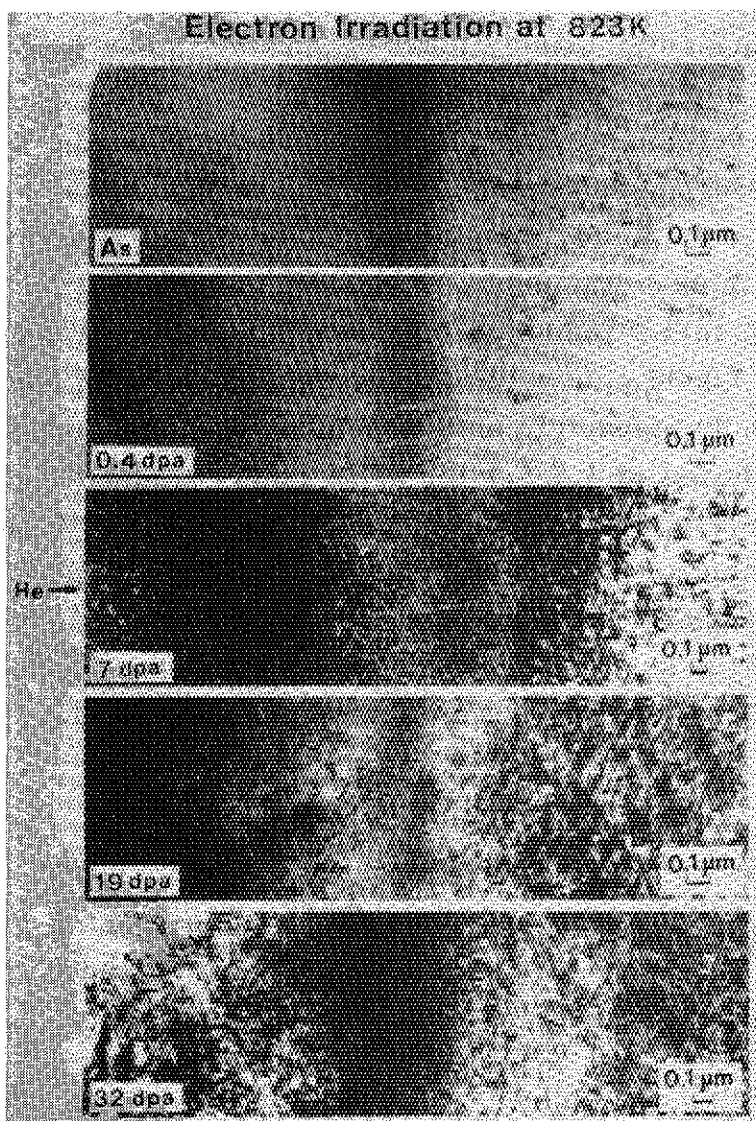 Electron Irradiation at 823K
As
0.1μm
0.4 dpa
0.1μm
He
7 dpa
0.1μm
19 dpa
0.1μm
32 dpa
0.1μm